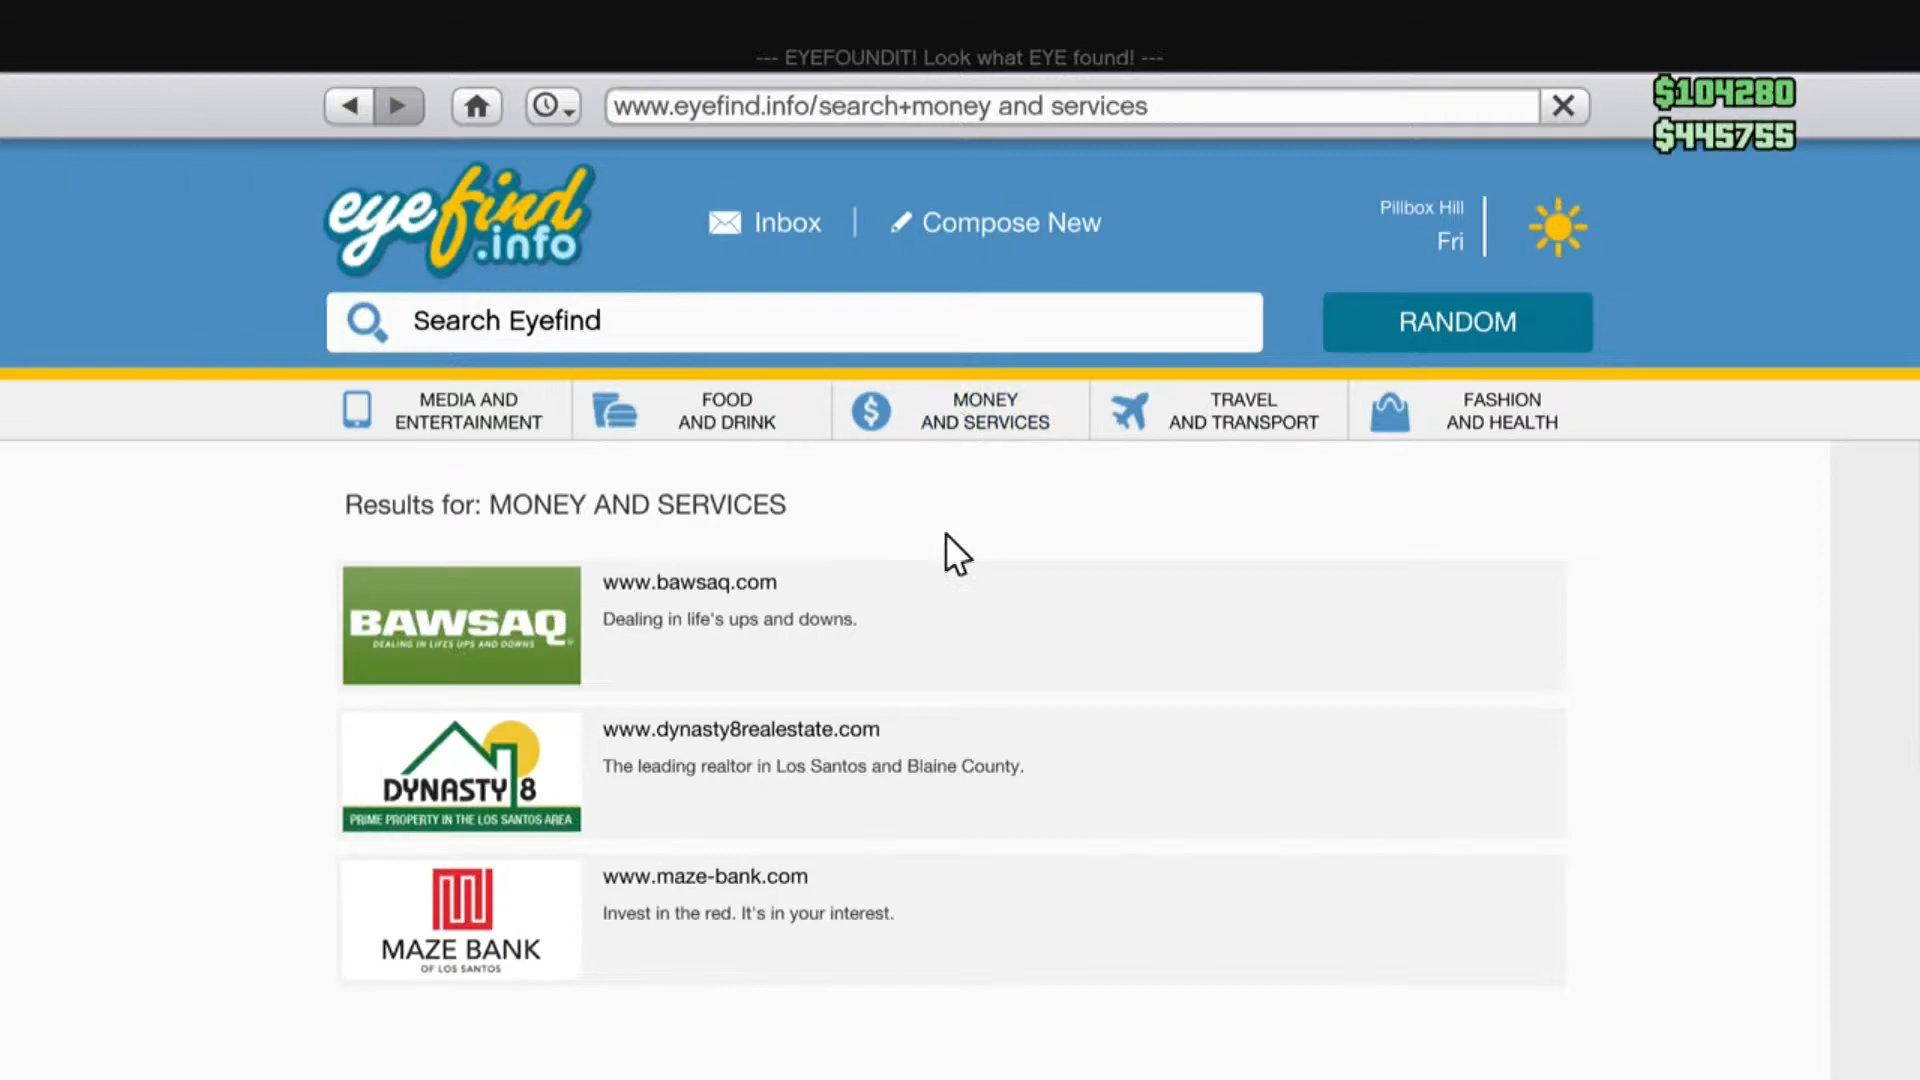 --- EYEFOUNDIT! Look what EYE found! ---
www.eyefind.info/search+money and services
$104280
$445755
eyefind.info
Inbox
Compose New
Pillbox Hill
Fri
Search Eyefind
RANDOM
MEDIA AND
ENTERTAINMENT
FOOD
AND DRINK
MONEY
AND SERVICES
TRAVEL
AND TRANSPORT
FASHION
AND HEALTH
Results for: MONEY AND SERVICES
BAWSAQ
DEALING IN LIFES UPS AND DOWNS
www.bawsaq.com
Dealing in life's ups and downs.
DYNASTY 8
PRIME PROPERTY IN THE LOS SANTOS AREA
www.dynasty8realestate.com
The leading realtor in Los Santos and Blaine County.
MAZE BANK
OF LOS SANTOS
www.maze-bank.com
Invest in the red. It's in your interest.